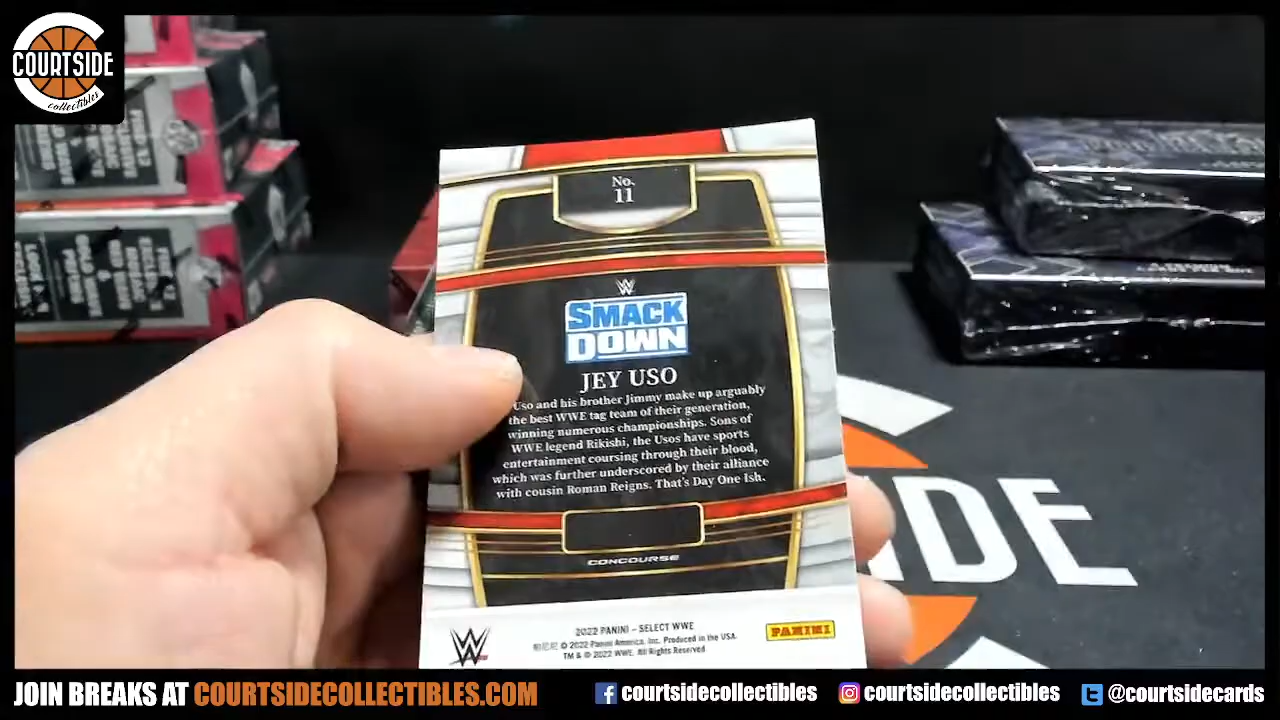 COURTSIDE
collectibles
No.
11
W
SMACK
DOWN
JEY USO
Uso and his brother Jimmy make up arguably
the best WWE tag team of their generation,
winning numerous championships. Sons of
WWE legend Rikishi, the Usos have sports
entertainment coursing through their blood,
which was further underscored by their alliance
with cousin Roman Reigns. That's Day One Ish.
CONCOURSE
2022 PANINI - SELECT WWE
© 2022 Panini America, Inc. Produced in the USA.
TM & © 2022 WWE. All Rights Reserved
W
PANINI
IDE
JOIN BREAKS AT COURTSIDECOLLECTIBLES.COM
courtsidecollectibles
courtsidecollectibles
@courtsidecards